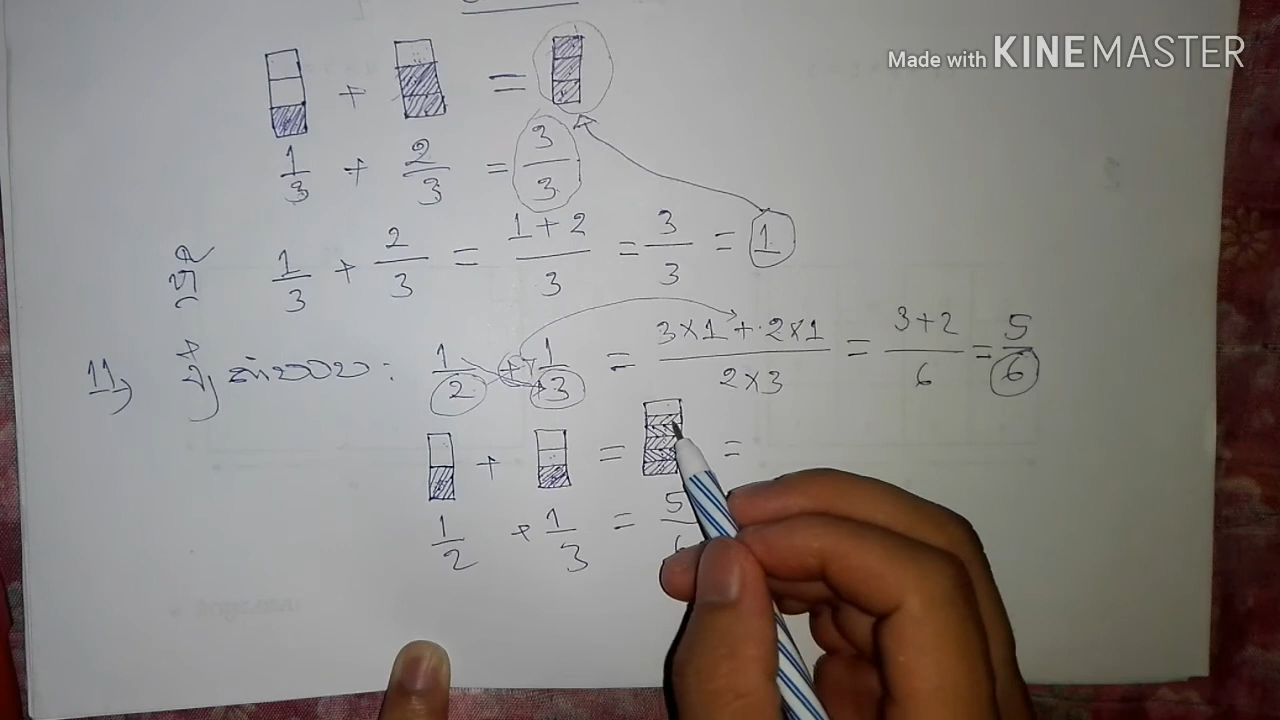 Made with KINEMASTER
+ =
1/3 + 2/3 = 3/3
1/3 + 2/3 = 1+2/3 = 3/3 = 1
11) : 1/2 + 1/3 = 3×1+2×1/2×3 = 3+2/6 = 5/6
+ = =
1/2 + 1/3 = 5